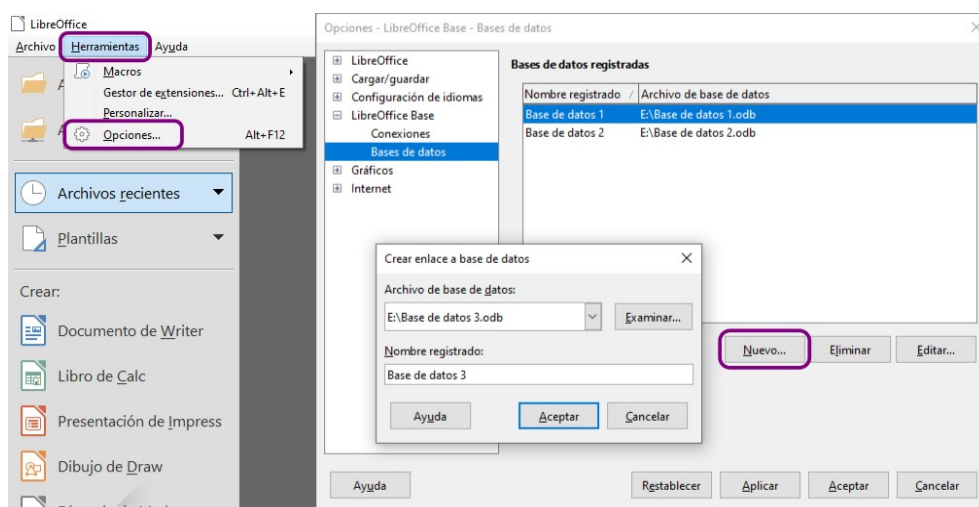 LibreOffice
Archivo Herramientas Ayuda
Macros
Gestor de extensiones... Ctrl+Alt+E
Personalizar...
Opciones... Alt+F12
Archivos recientes
Plantillas
Crear:
Documento de Writer
Libro de Calc
Presentación de Impress
Dibujo de Draw
Opciones - LibreOffice Base - Bases de datos
LibreOffice
Cargar/guardar
Configuración de idiomas
LibreOffice Base
Conexiones
Bases de datos
Gráficos
Internet
Bases de datos registradas
Nombre registrado / Archivo de base de datos
Base de datos 1 E:\Base de datos 1.odb
Base de datos 2 E:\Base de datos 2.odb
Crear enlace a base de datos
Archivo de base de datos:
E:\Base de datos 3.odb Examinar...
Nombre registrado:
Base de datos 3
Ayuda Aceptar Cancelar
Nuevo... Eliminar Editar...
Ayuda Restablecer Aplicar Aceptar Cancelar